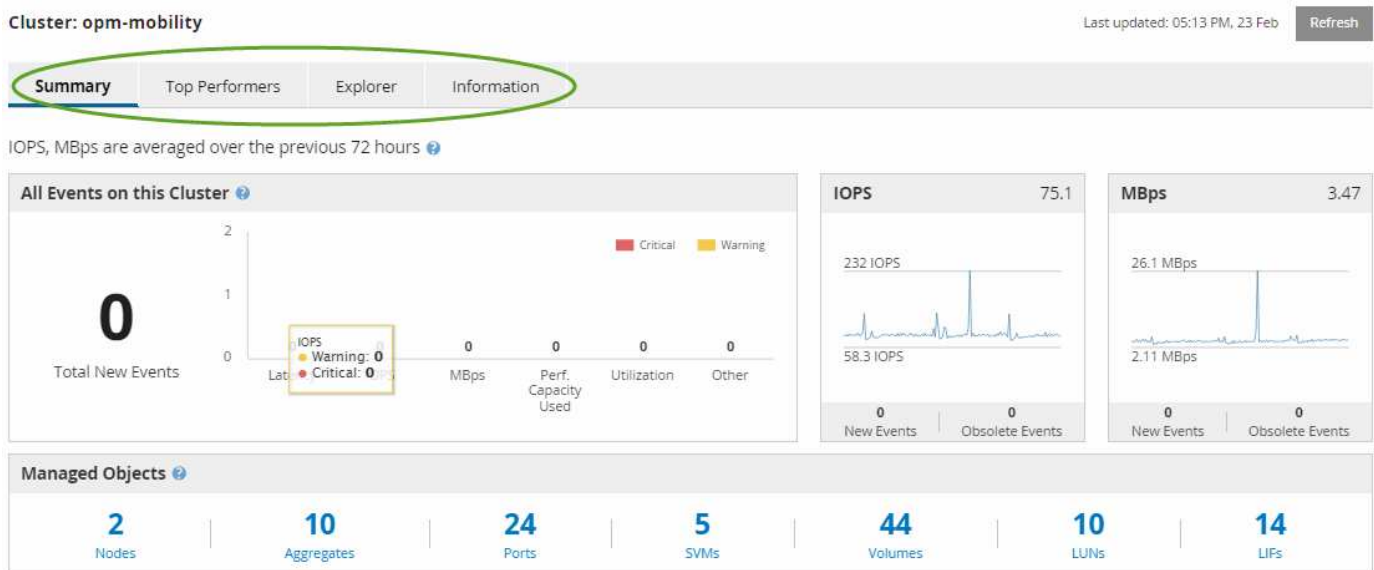 Cluster: opm-mobility
Last updated: 05:13 PM, 23 Feb
Refresh
Summary
Top Performers
Explorer
Information
IOPS, MBps are averaged over the previous 72 hours
All Events on this Cluster
0
Total New Events
2
1
0
Critical
Warning
IOPS
Warning: 0
Critical: 0
0
0
0
0
MBps
Perf.
Capacity
Used
Utilization
Other
IOPS 75.1
232 IOPS
58.3 IOPS
0
New Events
0
Obsolete Events
MBps 3.47
26.1 MBps
2.11 MBps
0
New Events
0
Obsolete Events
Managed Objects
2
Nodes
10
Aggregates
24
Ports
5
SVMs
44
Volumes
10
LUNs
14
LIFs